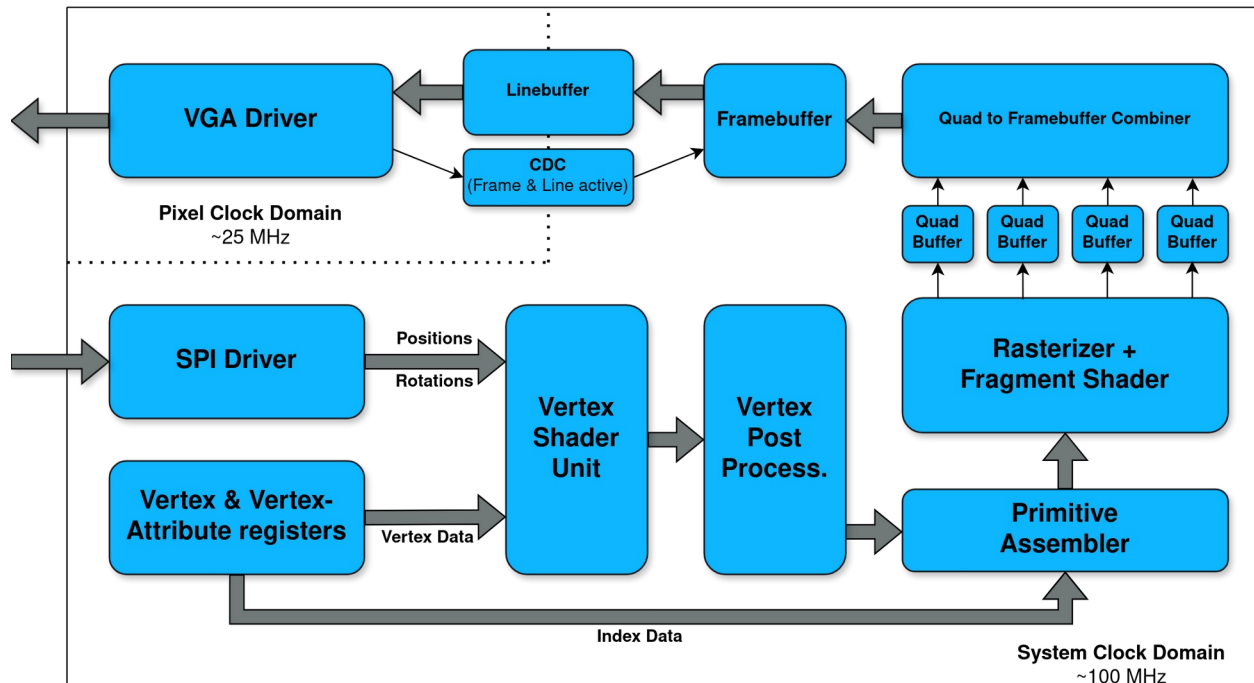 VGA Driver
Linebuffer
CDC
(Frame & Line active)
Framebuffer
Quad to Framebuffer Combiner
Pixel Clock Domain
~25 MHz
Quad
Buffer
Quad
Buffer
Quad
Buffer
Quad
Buffer
SPI Driver
Positions
Rotations
Vertex
Shader
Unit
Vertex
Post
Process.
Rasterizer +
Fragment Shader
Vertex & Vertex-
Attribute registers
Vertex Data
Primitive
Assembler
Index Data
System Clock Domain
~100 MHz